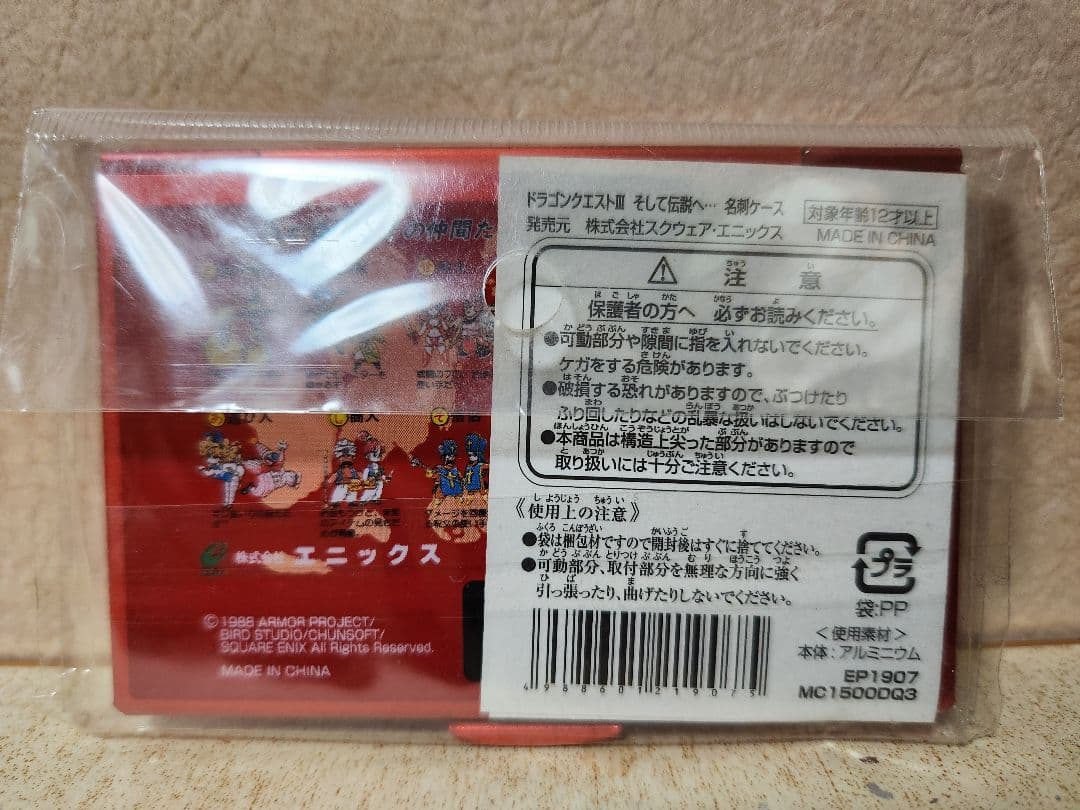 の仲間た
商人
株式会社 エニックス
© 1988 ARMOR PROJECT/
BIRD STUDIO/CHUNSOFT/
SQUARE ENIX All Rights Reserved.
MADE IN CHINA
ドラゴンクエストIII そして伝説へ… 名刺ケース
発売元 株式会社スクウェア・エニックス
対象年齢12才以上
MADE IN CHINA
⚠ 注意
保護者の方へ 必ずお読みください。
●可動部分や隙間に指を入れないでください。
ケガをする危険があります。
●破損する恐れがありますので、ぶつけたり
ふり回したりなどの乱暴な扱いはしないでください。
●本商品は構造上尖った部分がありますので
取り扱いには十分ご注意ください。
《使用上の注意》
●袋は梱包材ですので開封後はすぐに捨ててください。
●可動部分、取付部分を無理な方向に強く
引っ張ったり、曲げたりしないでください。
プラ
袋:PP
<使用素材>
本体:アルミニウム
EP1907
MC1500DQ3
4988601219075